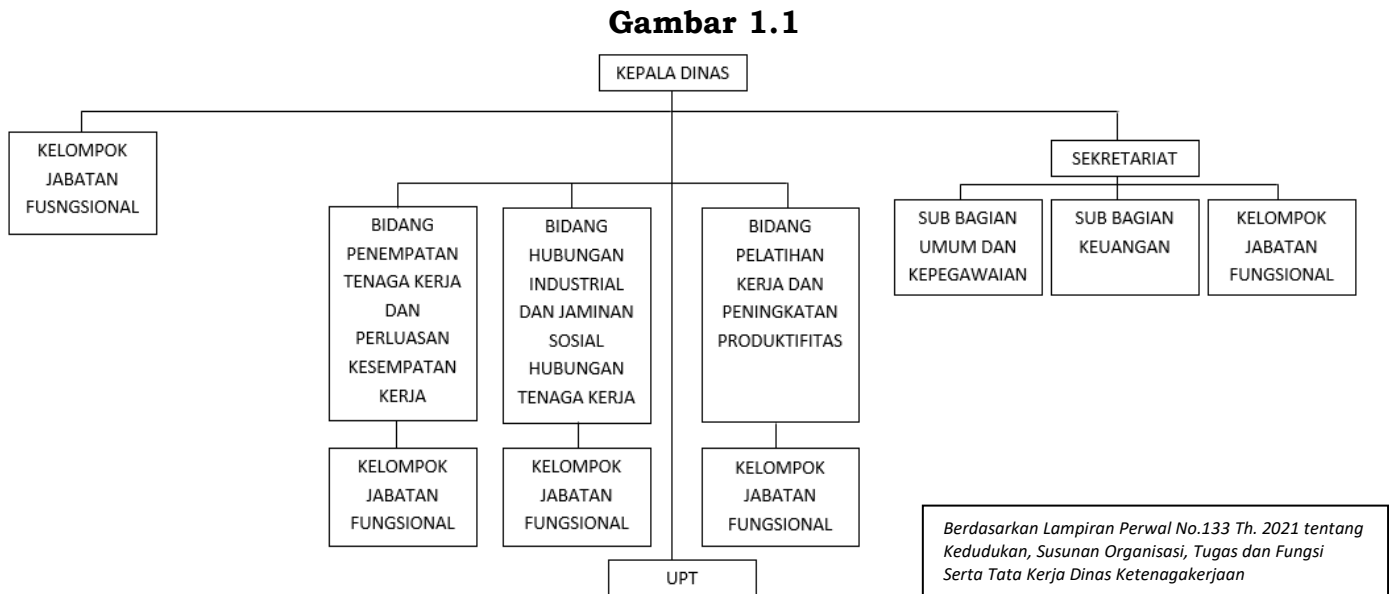 Gambar 1.1
KEPALA DINAS
KELOMPOK
JABATAN
FUSNGSIONAL
SEKRETARIAT
SUB BAGIAN
UMUM DAN
KEPEGAWAIAN
SUB BAGIAN
KEUANGAN
KELOMPOK
JABATAN
FUNGSIONAL
BIDANG
PENEMPATAN
TENAGA KERJA
DAN
PERLUASAN
KESEMPATAN
KERJA
BIDANG
HUBUNGAN
INDUSTRIAL
DAN JAMINAN
SOSIAL
HUBUNGAN
TENAGA KERJA
BIDANG
PELATIHAN
KERJA DAN
PENINGKATAN
PRODUKTIFITAS
KELOMPOK
JABATAN
FUNGSIONAL
KELOMPOK
JABATAN
FUNGSIONAL
KELOMPOK
JABATAN
FUNGSIONAL
UPT
Berdasarkan Lampiran Perwal No.133 Th. 2021 tentang
Kedudukan, Susunan Organisasi, Tugas dan Fungsi
Serta Tata Kerja Dinas Ketenagakerjaan